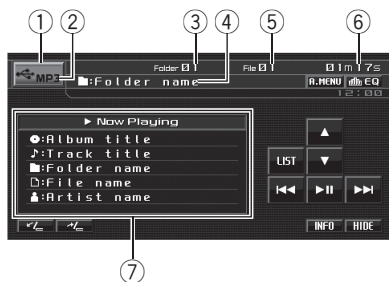 ① ② ③ ④ ⑤ ⑥
Folder 01 File 01 01m17s
MP3 :Folder name A.MENU EQ
12:00
▶ Now Playing
:Album title
♪:Track title
:Folder name
:File name
:Artist name
▲
LIST ▼
⏮ ▶⏸ ⏭
INFO HIDE
⑦